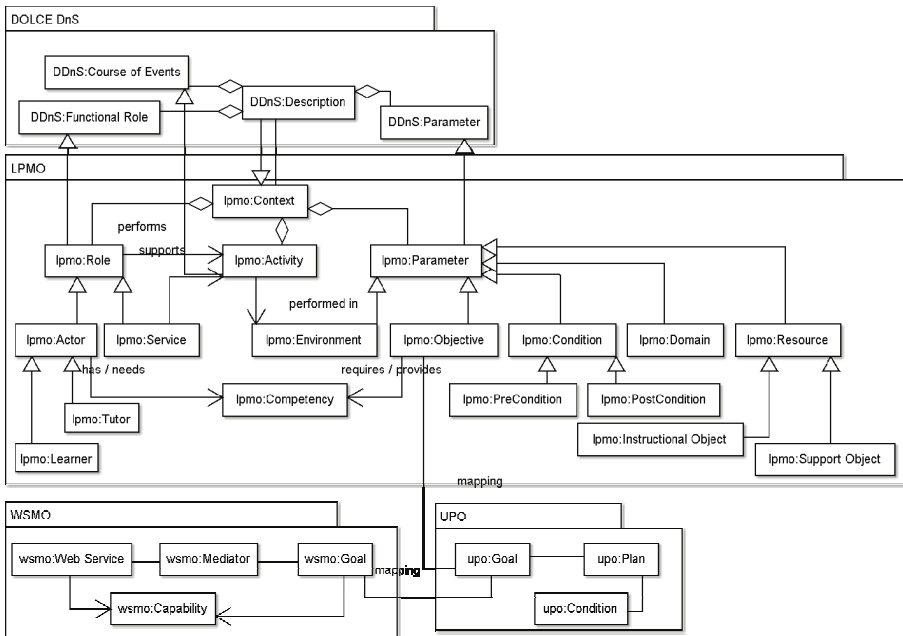 DOLCE DnS
DDnS:Course of Events
DDnS:Description
DDnS:Functional Role
DDnS:Parameter
LPMO
lpmo:Context
performs
supports
lpmo:Role
lpmo:Activity
lpmo:Parameter
performed in
lpmo:Actor
lpmo:Service
lpmo:Environment
lpmo:Objective
lpmo:Condition
lpmo:Domain
lpmo:Resource
has / needs
requires / provides
lpmo:Competency
lpmo:PreCondition
lpmo:PostCondition
lpmo:Tutor
lpmo:Instructional Object
lpmo:Learner
lpmo:Support Object
mapping
WSMO
UPO
wsmo:Web Service
wsmo:Mediator
wsmo:Goal
mapping
upo:Goal
upo:Plan
wsmo:Capability
upo:Condition